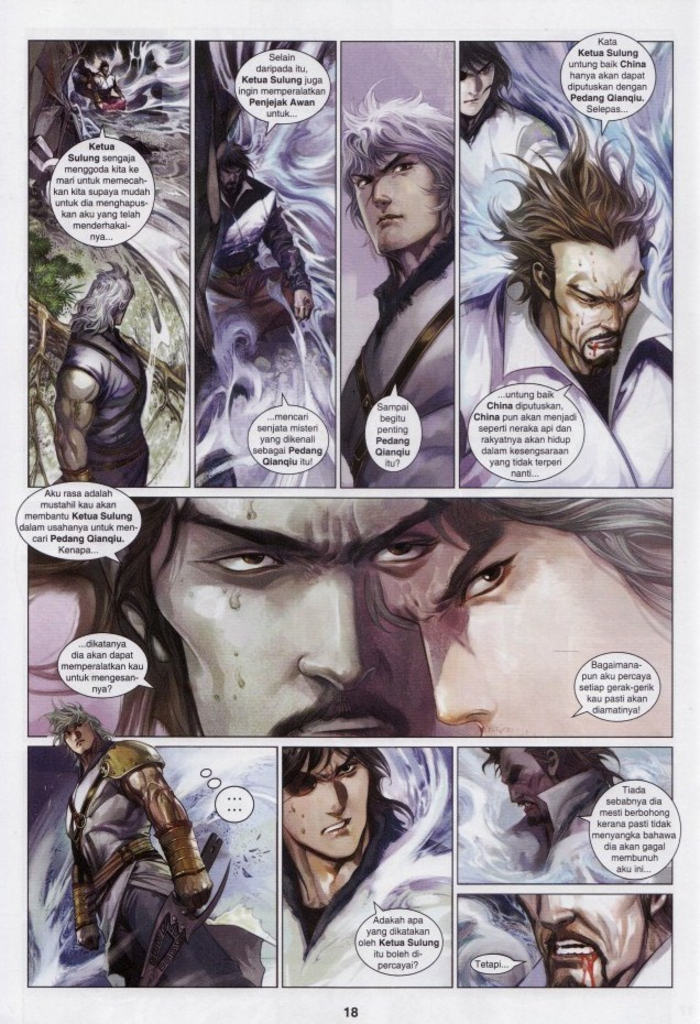 Ketua
Sulung sengaja
menggoda kita ke
mari untuk memecah-
kan kita supaya mudah
untuk dia menghapus-
kan aku yang telah
menderhakai-
nya...
Selain
daripada itu,
Ketua Sulung juga
ingin memperalatkan
Penjejak Awan
untuk...
...mencari
senjata misteri
yang dikenali
sebagai Pedang
Qianqiu itu!
Sampai
begitu
penting
Pedang
Qianqiu
itu?
Kata
Ketua Sulung
untung baik China
hanya akan dapat
diputuskan dengan
Pedang Qianqiu.
Selepas...
...untung baik
China diputuskan,
China pun akan menjadi
seperti neraka api dan
rakyatnya akan hidup
dalam kesengsaraan
yang tidak terperi
nanti...
Aku rasa adalah
mustahil kau akan
membantu Ketua Sulung
dalam usahanya untuk men-
cari Pedang Qianqiu.
Kenapa...
...dikatanya
dia akan dapat
memperalatkan kau
untuk mengesan-
nya?
Bagaimana-
pun aku percaya
setiap gerak-gerik
kau pasti akan
diamatinya!
...
...
Adakah apa
yang dikatakan
oleh Ketua Sulung
itu boleh di-
percayai?
Tiada
sebabnya dia
mesti berbohong
kerana pasti tidak
menyangka bahawa
dia akan gagal
membunuh
aku ini...
Tetapi...
18